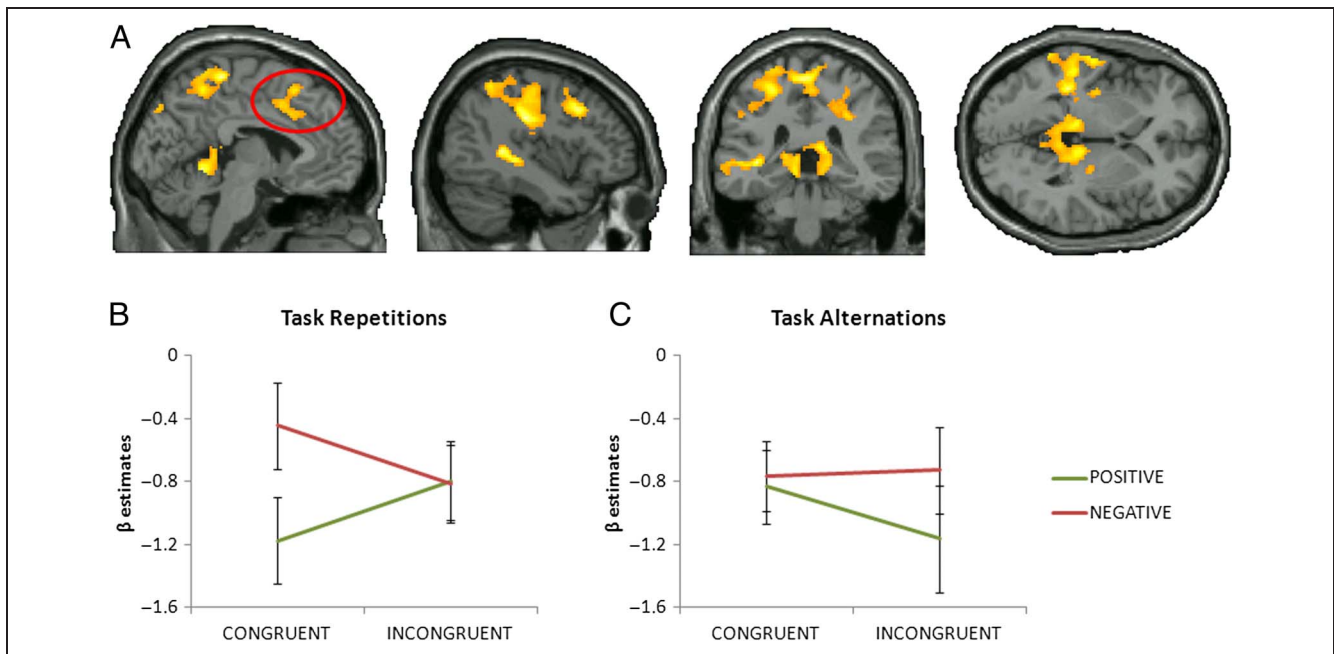 A
B
Task Repetitions
0
−0.4
−0.8
−1.2
−1.6
β estimates
CONGRUENT
INCONGRUENT
C
Task Alternations
0
−0.4
−0.8
−1.2
−1.6
β estimates
CONGRUENT
INCONGRUENT
POSITIVE
NEGATIVE